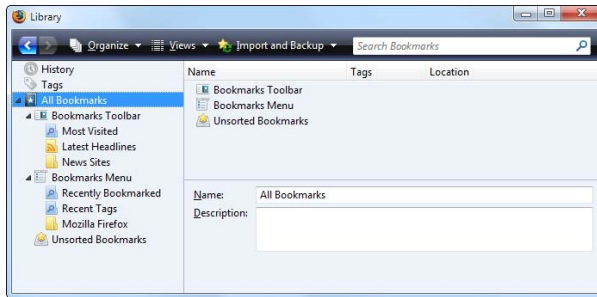 Library
Organize Views Import and Backup Search Bookmarks
History
Tags
All Bookmarks
Bookmarks Toolbar
Most Visited
Latest Headlines
News Sites
Bookmarks Menu
Recently Bookmarked
Recent Tags
Mozilla Firefox
Unsorted Bookmarks
Name Tags Location
Bookmarks Toolbar
Bookmarks Menu
Unsorted Bookmarks
Name: All Bookmarks
Description: